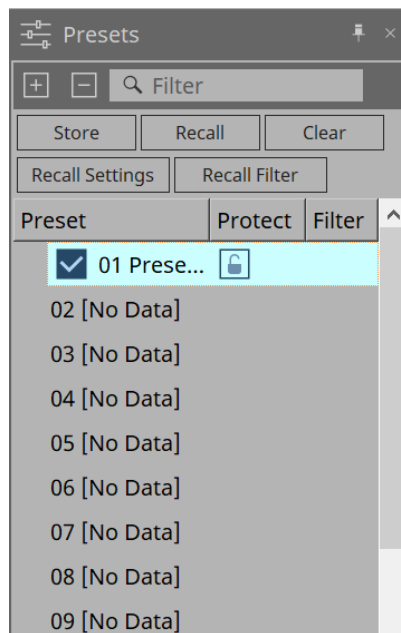 Presets
Filter
Store Recall Clear
Recall Settings Recall Filter
Preset Protect Filter
01 Prese...
02 [No Data]
03 [No Data]
04 [No Data]
05 [No Data]
06 [No Data]
07 [No Data]
08 [No Data]
09 [No Data]